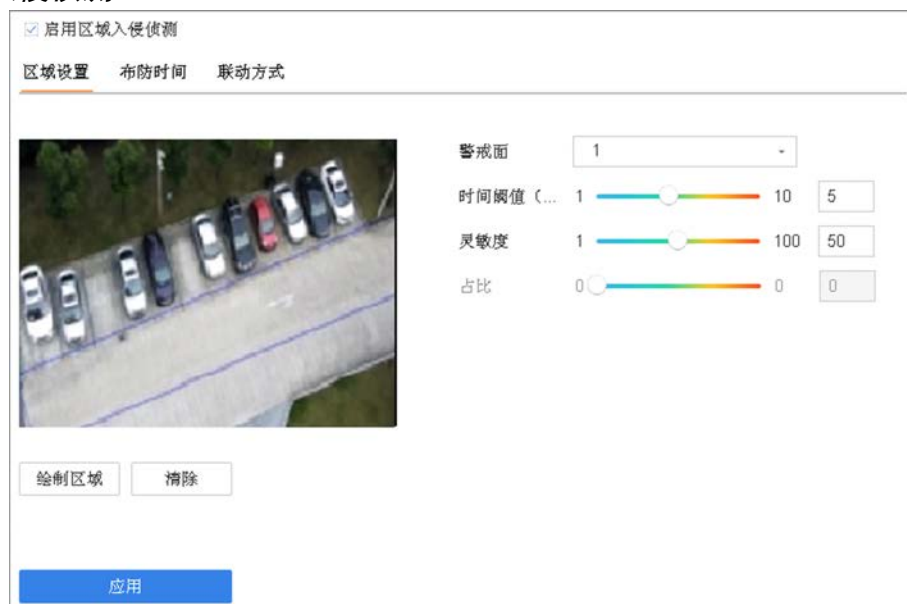 启用区域入侵侦测
区域设置 布防时间 联动方式
警戒面 1
时间阈值（... 1 10 5
灵敏度 1 100 50
占比 0 0 0
绘制区域 清除
应用